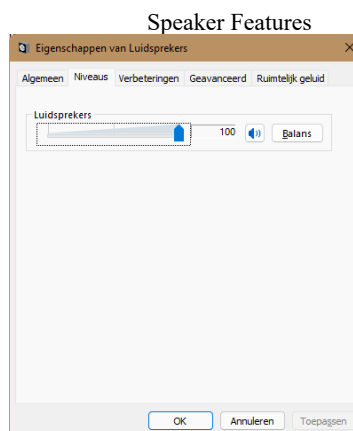 Speaker Features
Eigenschappen van Luidsprekers
Algemeen Niveaus Verbeteringen Geavanceerd Ruimtelijk geluid
Luidsprekers
100 Balans
OK Annuleren Toepassen